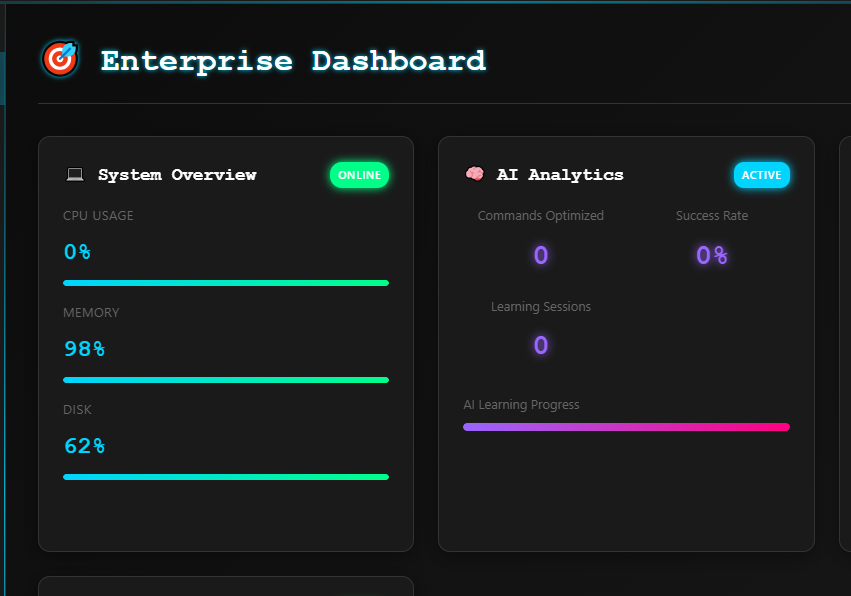 Enterprise Dashboard
System Overview
ONLINE
CPU USAGE
0%
MEMORY
98%
DISK
62%
AI Analytics
ACTIVE
Commands Optimized
0
Success Rate
0%
Learning Sessions
0
AI Learning Progress